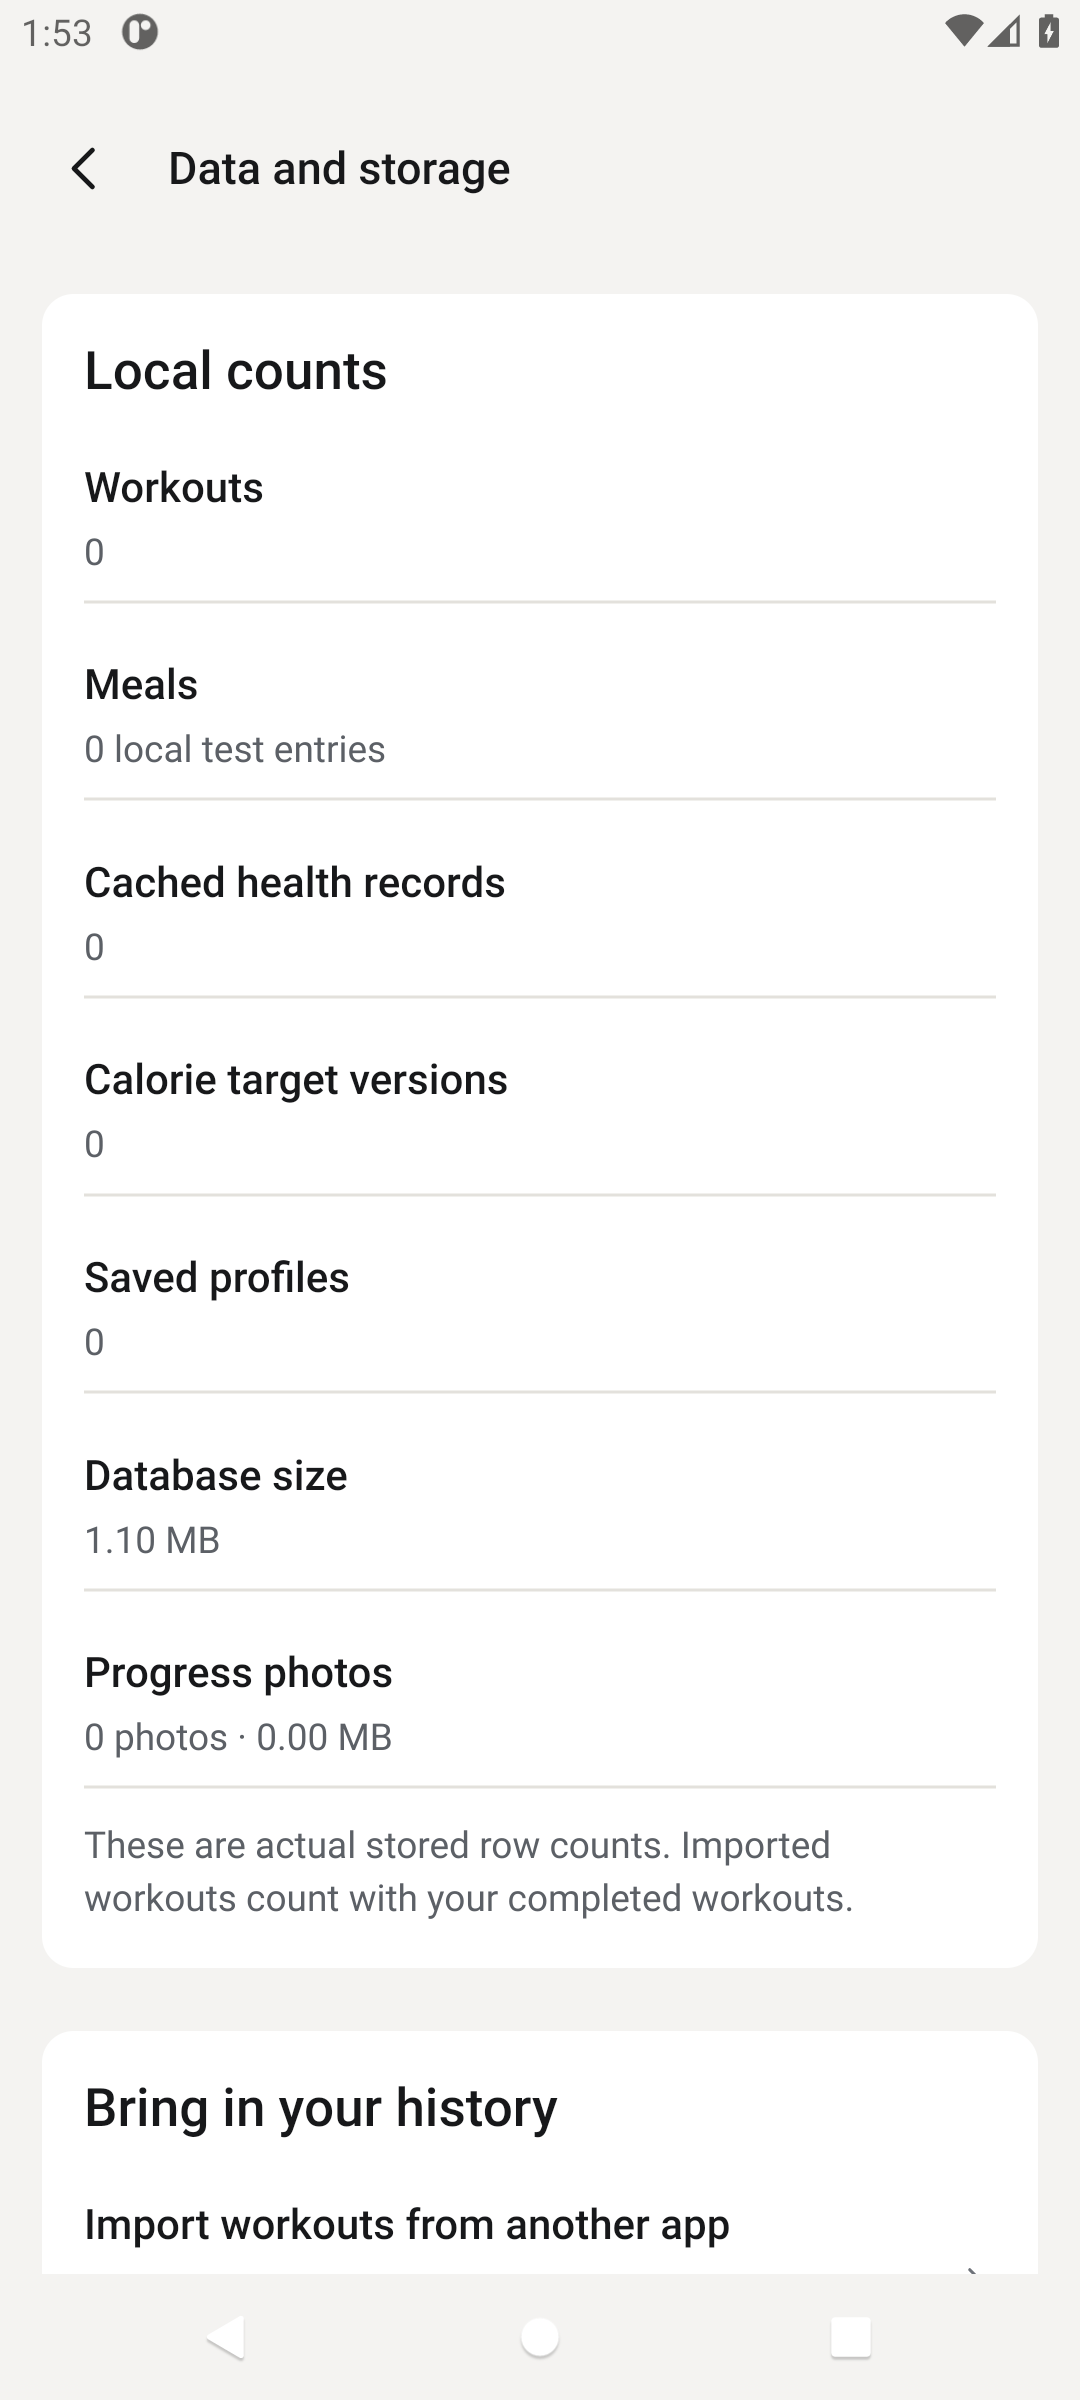 1:53
Data and storage
Local counts
Workouts
0
Meals
0 local test entries
Cached health records
0
Calorie target versions
0
Saved profiles
0
Database size
1.10 MB
Progress photos
0 photos · 0.00 MB
These are actual stored row counts. Imported
workouts count with your completed workouts.
Bring in your history
Import workouts from another app